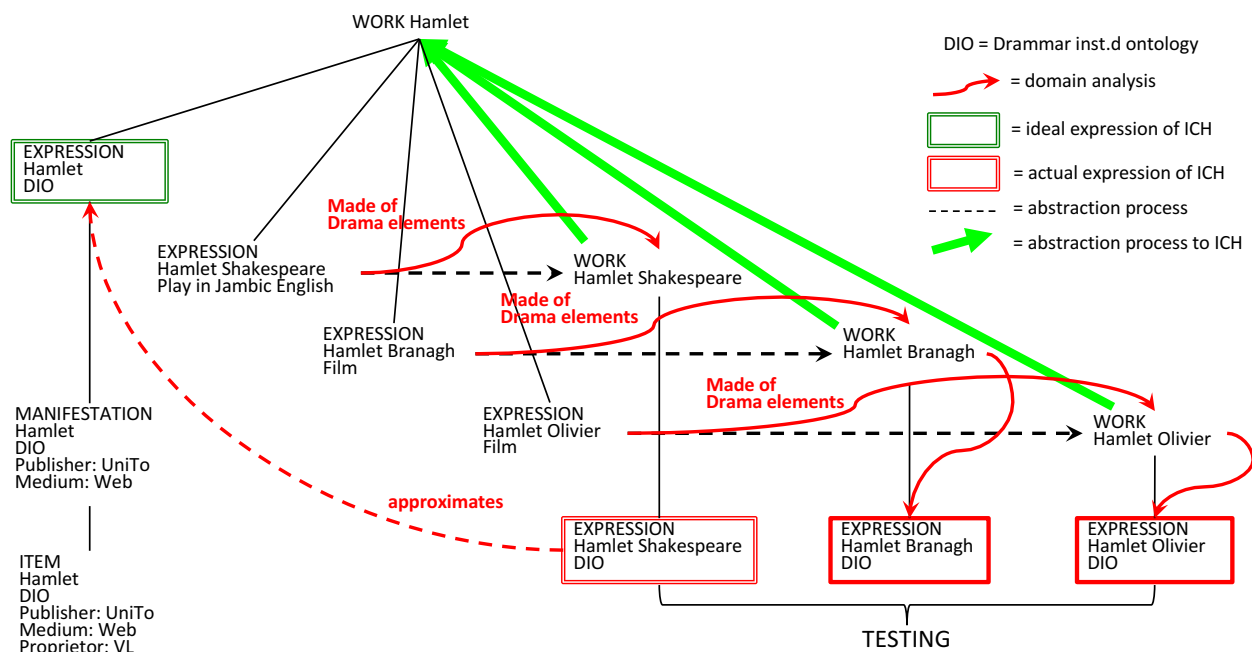 WORK Hamlet
DIO = Drammar inst.d ontology
= domain analysis
= ideal expression of ICH
= actual expression of ICH
= abstraction process
= abstraction process to ICH
EXPRESSION
Hamlet
DIO
Made of
Drama elements
EXPRESSION
Hamlet Shakespeare
Play in Jambic English
WORK
Hamlet Shakespeare
Made of
Drama elements
EXPRESSION
Hamlet Branagh
Film
WORK
Hamlet Branagh
Made of
Drama elements
EXPRESSION
Hamlet Olivier
Film
WORK
Hamlet Olivier
MANIFESTATION
Hamlet
DIO
Publisher: UniTo
Medium: Web
approximates
EXPRESSION
Hamlet Shakespeare
DIO
EXPRESSION
Hamlet Branagh
DIO
EXPRESSION
Hamlet Olivier
DIO
ITEM
Hamlet
DIO
Publisher: UniTo
Medium: Web
Proprietor: VL
TESTING